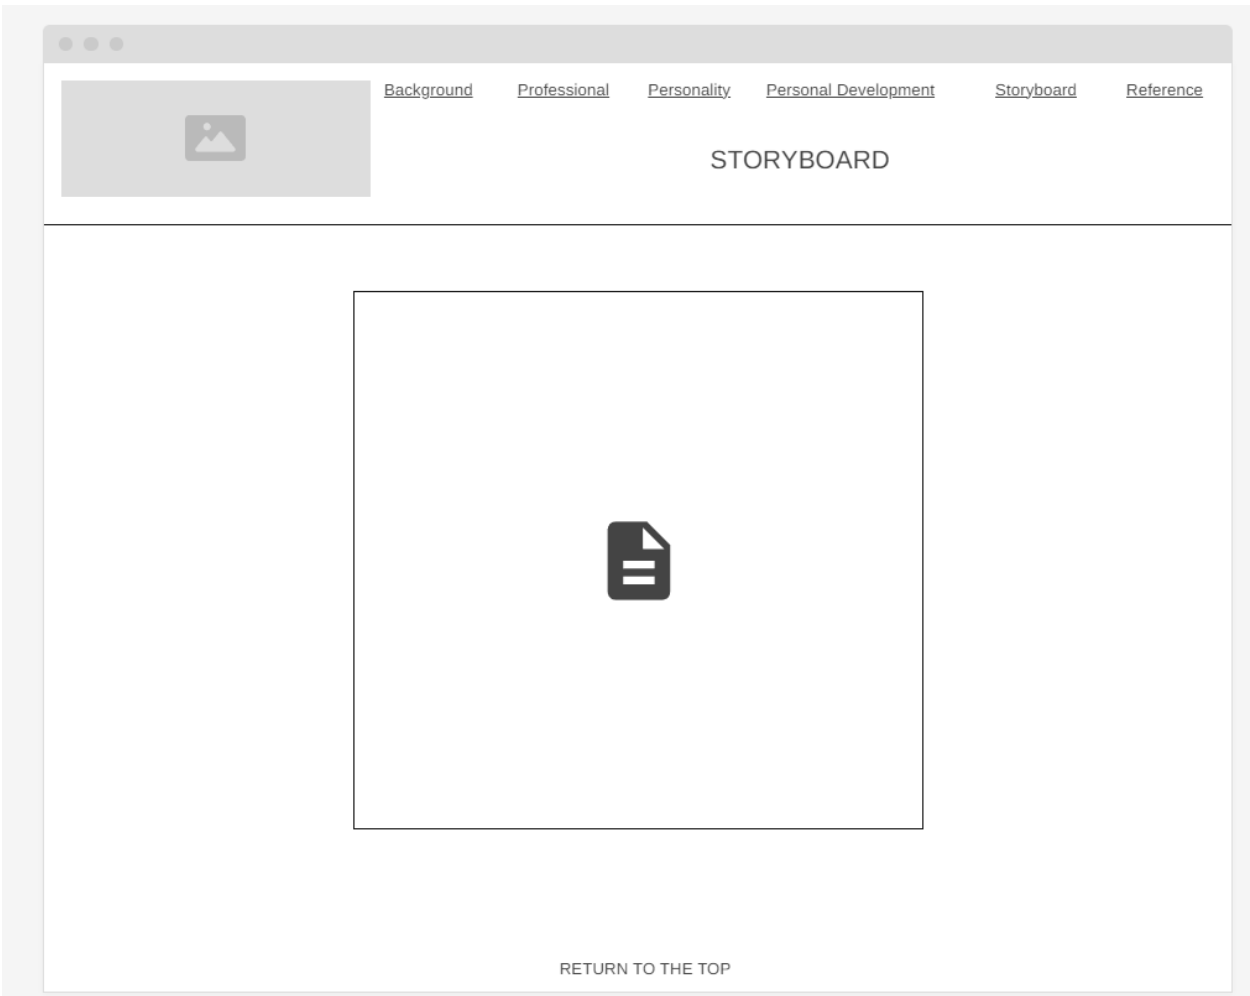 Background Professional Personality Personal Development Storyboard Reference
STORYBOARD
RETURN TO THE TOP